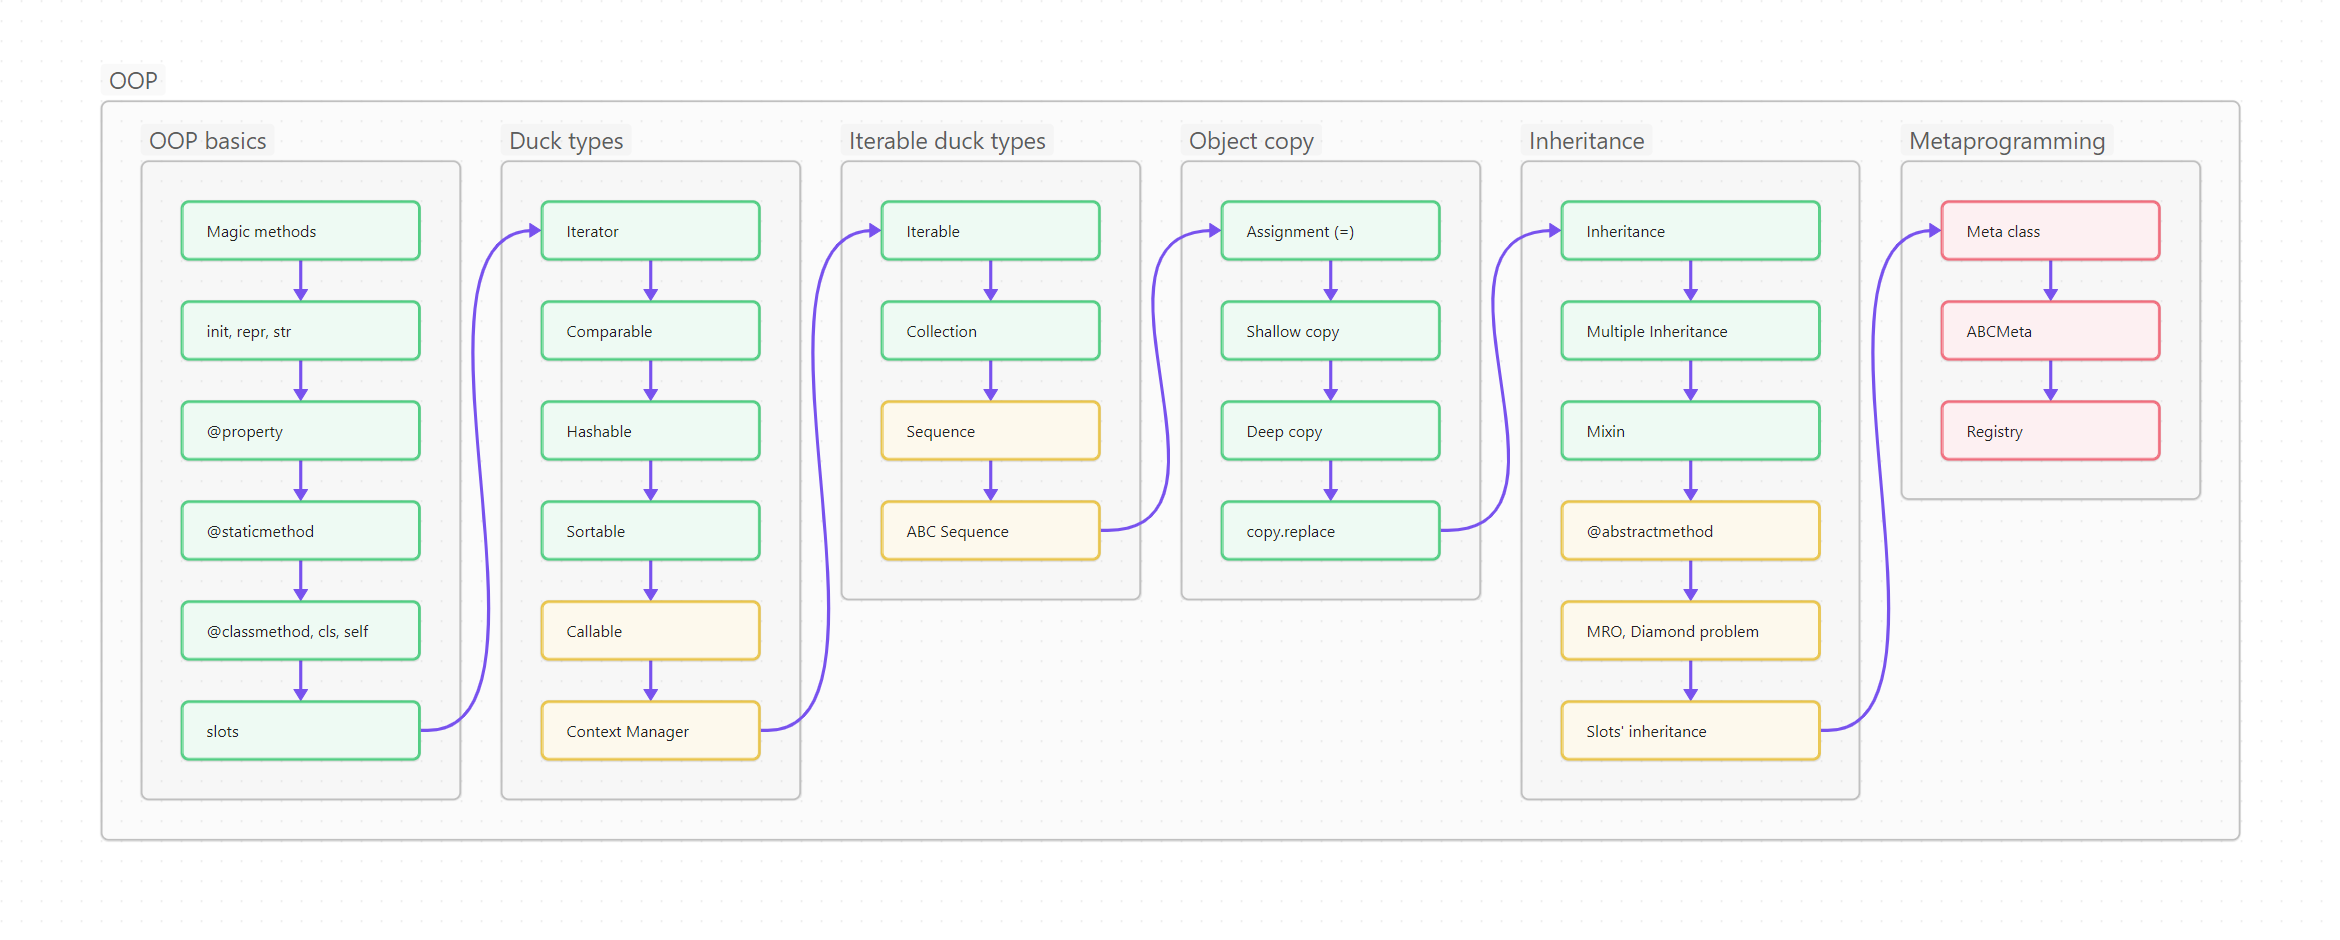 OOP
OOP basics
Magic methods
init, repr, str
@property
@staticmethod
@classmethod, cls, self
slots
Duck types
Iterator
Comparable
Hashable
Sortable
Callable
Context Manager
Iterable duck types
Iterable
Collection
Sequence
ABC Sequence
Object copy
Assignment (=)
Shallow copy
Deep copy
copy.replace
Inheritance
Inheritance
Multiple Inheritance
Mixin
@abstractmethod
MRO, Diamond problem
Slots' inheritance
Metaprogramming
Meta class
ABCMeta
Registry